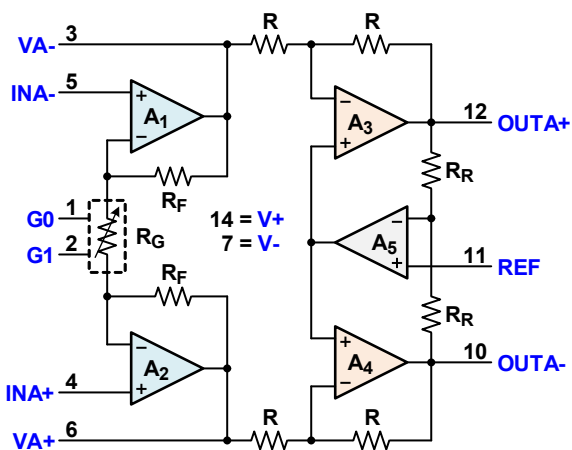 R R
VA- 3
INA- 5
+
A1
−
−
A3
+
12 OUTA+
RF
RR
G0 1
G1 2
RG
14 = V+
7 = V-
−
A5
+
11
REF
RF
RR
−
A2
+
+
A4
−
10 OUTA-
INA+ 4
VA+ 6
R R